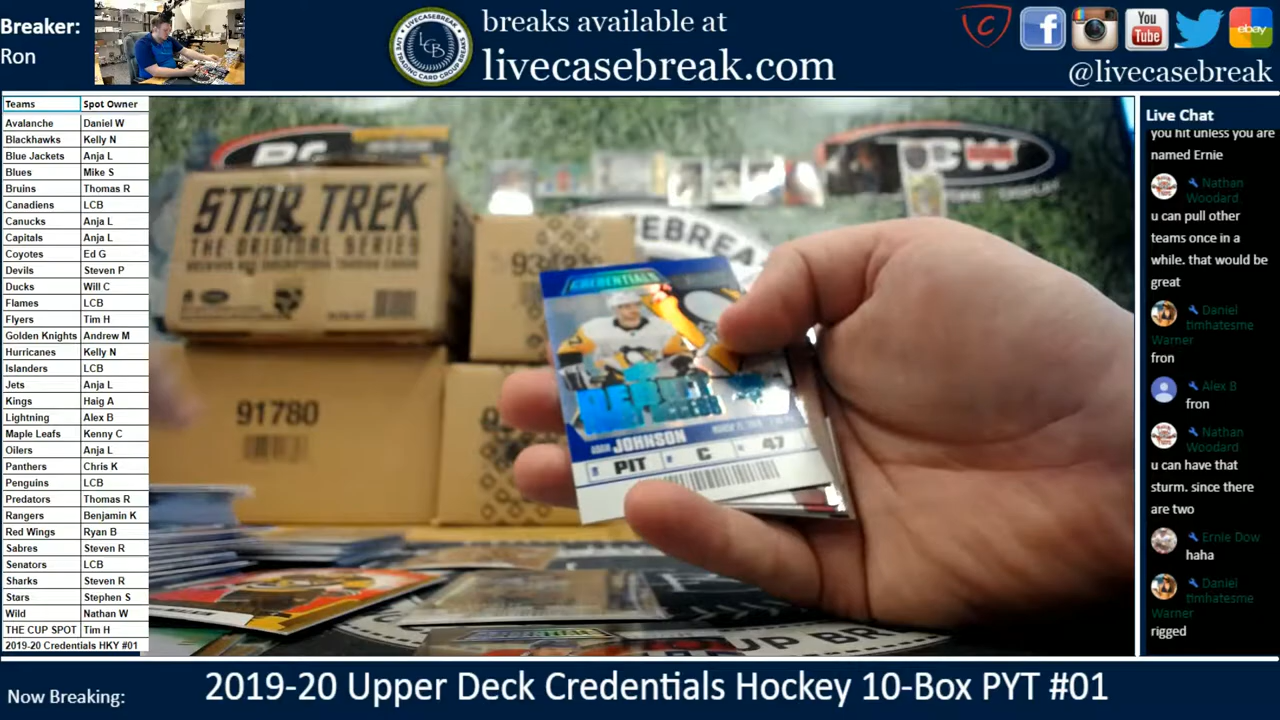 Breaker:
Ron
LCB
breaks available at
livecasebreak.com
You
Tube
ebay
@livecasebreak
Teams Spot Owner
Avalanche Daniel W
Blackhawks Kelly N
Blue Jackets Anja L
Blues Mike S
Bruins Thomas R
Canadiens LCB
Canucks Anja L
Capitals Anja L
Coyotes Ed G
Devils Steven P
Ducks Will C
Flames LCB
Flyers Tim H
Golden Knights Andrew M
Hurricanes Kelly N
Islanders LCB
Jets Anja L
Kings Haig A
Lightning Alex B
Maple Leafs Kenny C
Oilers Anja L
Panthers Chris K
Penguins LCB
Predators Thomas R
Rangers Benjamin K
Red Wings Ryan B
Sabres Steven R
Senators LCB
Sharks Steven R
Stars Stephen S
Wild Nathan W
THE CUP SPOT Tim H
2019-20 Credentials HKY #01
STAR TREK
THE ORIGINAL SERIES
91780
CREDENTIALS
DEBUT
ADAM JOHNSON
PIT C 47
Live Chat
you hit unless you are
named Ernie
Nathan
Woodard
u can pull other
teams once in a
while. that would be
great
Daniel
timhatesme
Warner
fron
Alex B
fron
Nathan
Woodard
u can have that
sturm. since there
are two
Ernie Dow
haha
Daniel
timhatesme
Warner
rigged
Now Breaking:
2019-20 Upper Deck Credentials Hockey 10-Box PYT #01